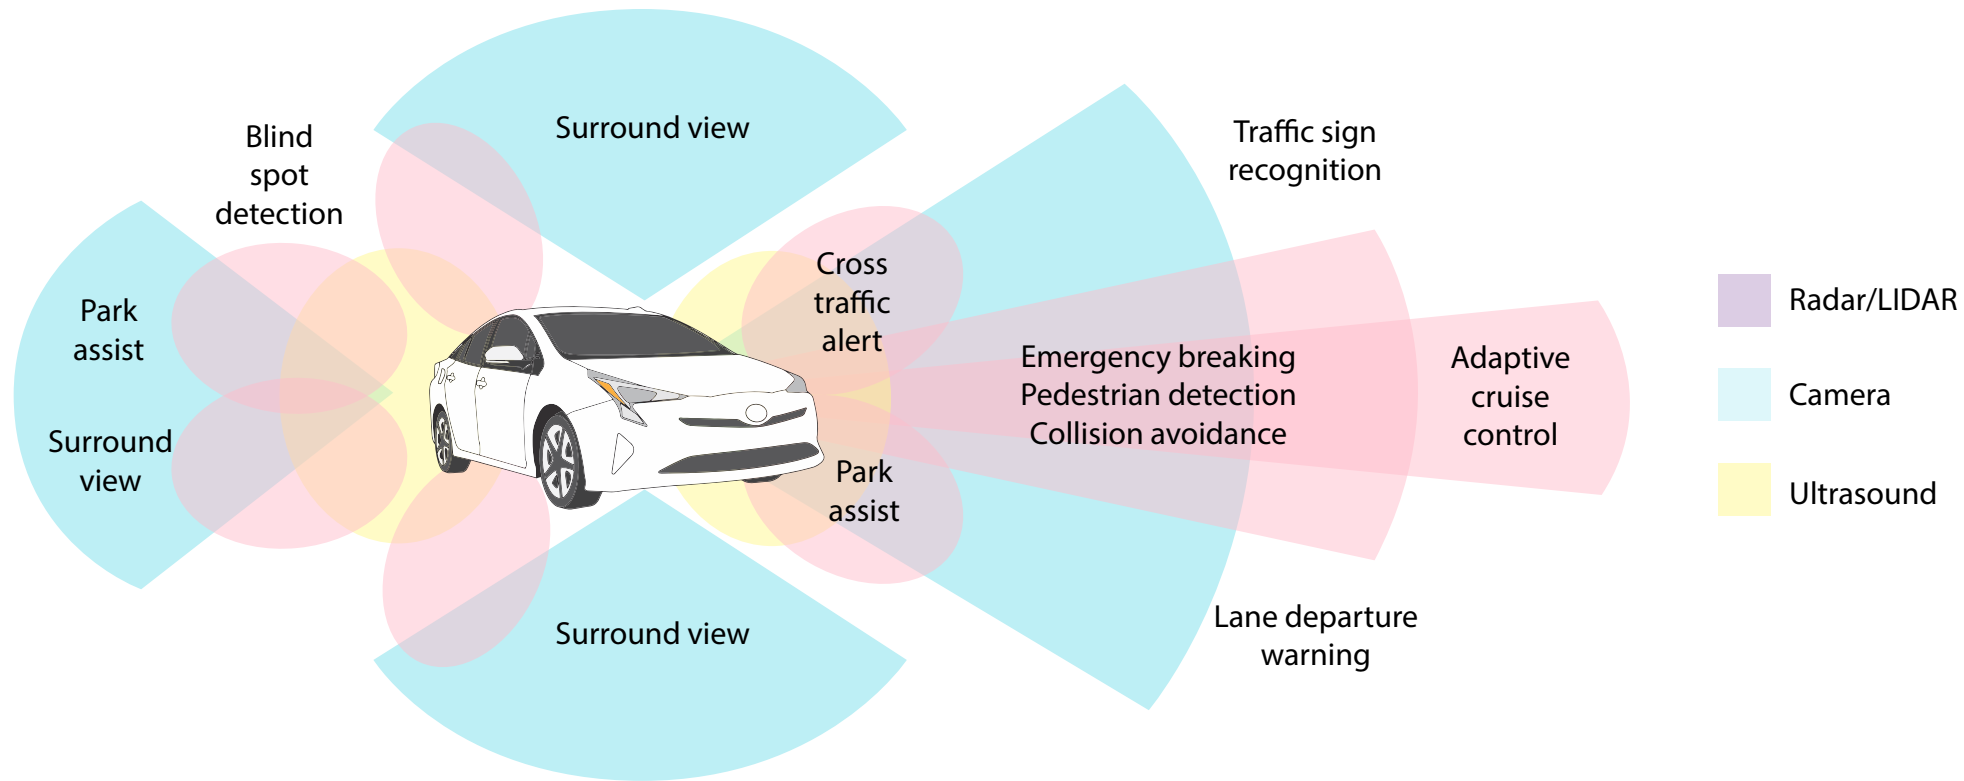 Surround view
Blind
spot
detection
Traffic sign
recognition
Park
assist
Surround
view
Cross
traffic
alert
Emergency breaking
Pedestrian detection
Collision avoidance
Adaptive
cruise
control
Park
assist
Surround view
Lane departure
warning
Radar/LIDAR
Camera
Ultrasound